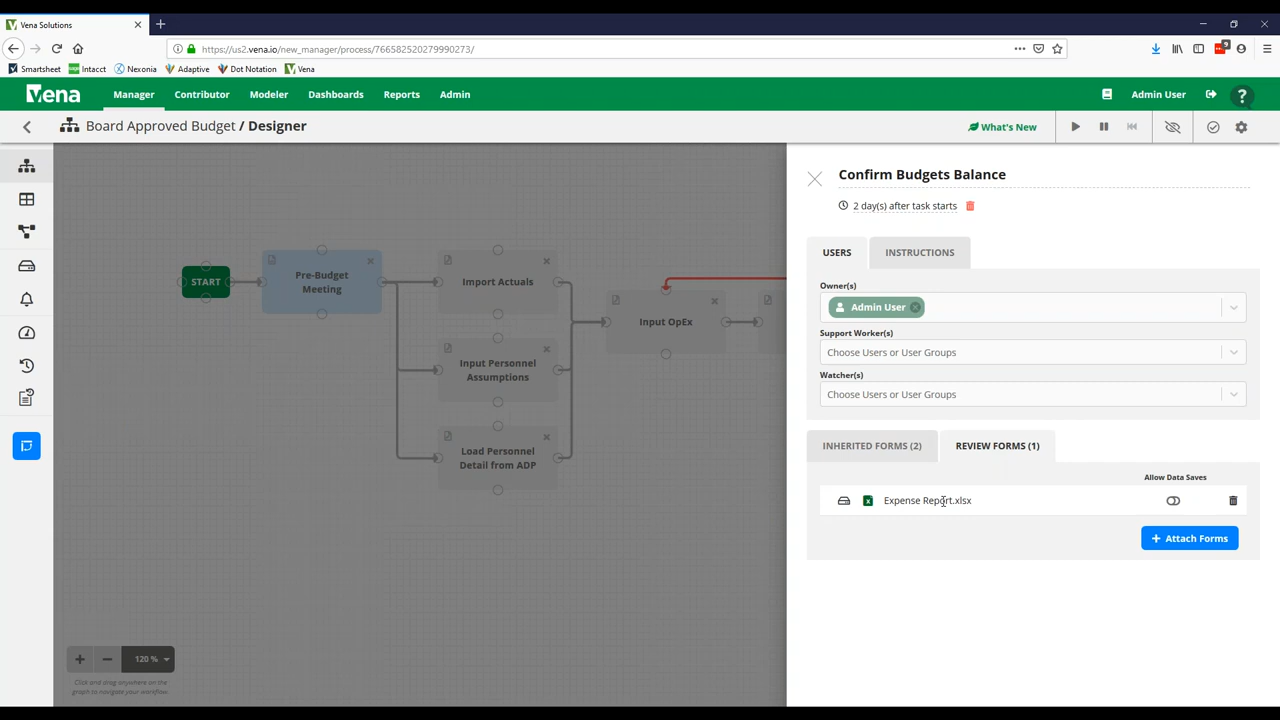 Vena Solutions
https://us2.vena.io/new_manager/process/766582520279990273/
9
Smartsheet
Intacct
Nexonia
Adaptive
Dot Notation
Vena
Vena
Manager
Contributor
Modeler
Dashboards
Reports
Admin
Admin User
?
Board Approved Budget / Designer
What's New
START
Pre-Budget
Meeting
Import Actuals
Input Personnel
Assumptions
Load Personnel
Detail from ADP
Input OpEx
120 %
Click and drag anywhere on the
graph to navigate your workflow.
Confirm Budgets Balance
2 day(s) after task starts
USERS
INSTRUCTIONS
Owner(s)
Admin User
Support Worker(s)
Choose Users or User Groups
Watcher(s)
Choose Users or User Groups
INHERITED FORMS (2)
REVIEW FORMS (1)
Allow Data Saves
Expense Report.xlsx
+ Attach Forms